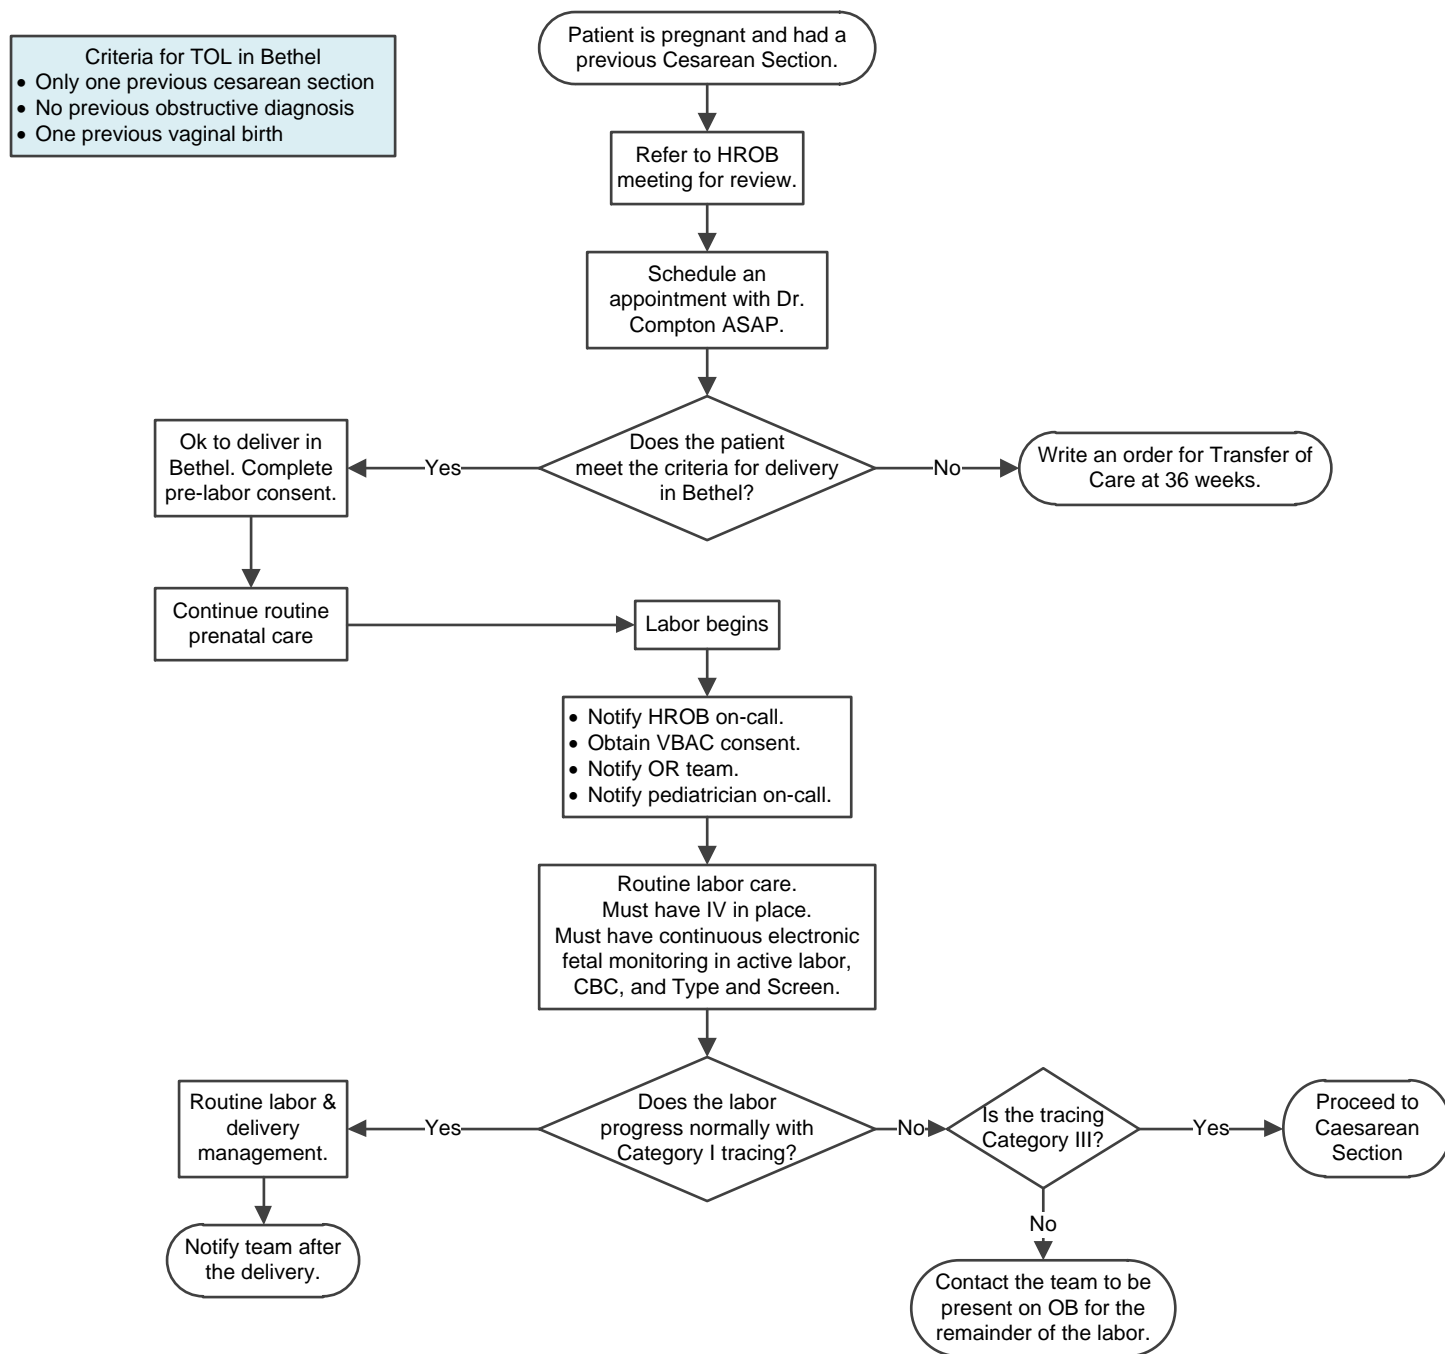 Criteria for TOL in Bethel
• Only one previous cesarean section
• No previous obstructive diagnosis
• One previous vaginal birth
Patient is pregnant and had a
previous Cesarean Section.
Refer to HROB
meeting for review.
Schedule an
appointment with Dr.
Compton ASAP.
Does the patient
meet the criteria for delivery
in Bethel?
Yes
No
Ok to deliver in
Bethel. Complete
pre-labor consent.
Write an order for Transfer of
Care at 36 weeks.
Continue routine
prenatal care
Labor begins
• Notify HROB on-call.
• Obtain VBAC consent.
• Notify OR team.
• Notify pediatrician on-call.
Routine labor care.
Must have IV in place.
Must have continuous electronic
fetal monitoring in active labor,
CBC, and Type and Screen.
Does the labor
progress normally with
Category I tracing?
Yes
No
Routine labor &
delivery
management.
Notify team after
the delivery.
Is the tracing
Category III?
Yes
No
Proceed to
Caesarean
Section
Contact the team to be
present on OB for the
remainder of the labor.